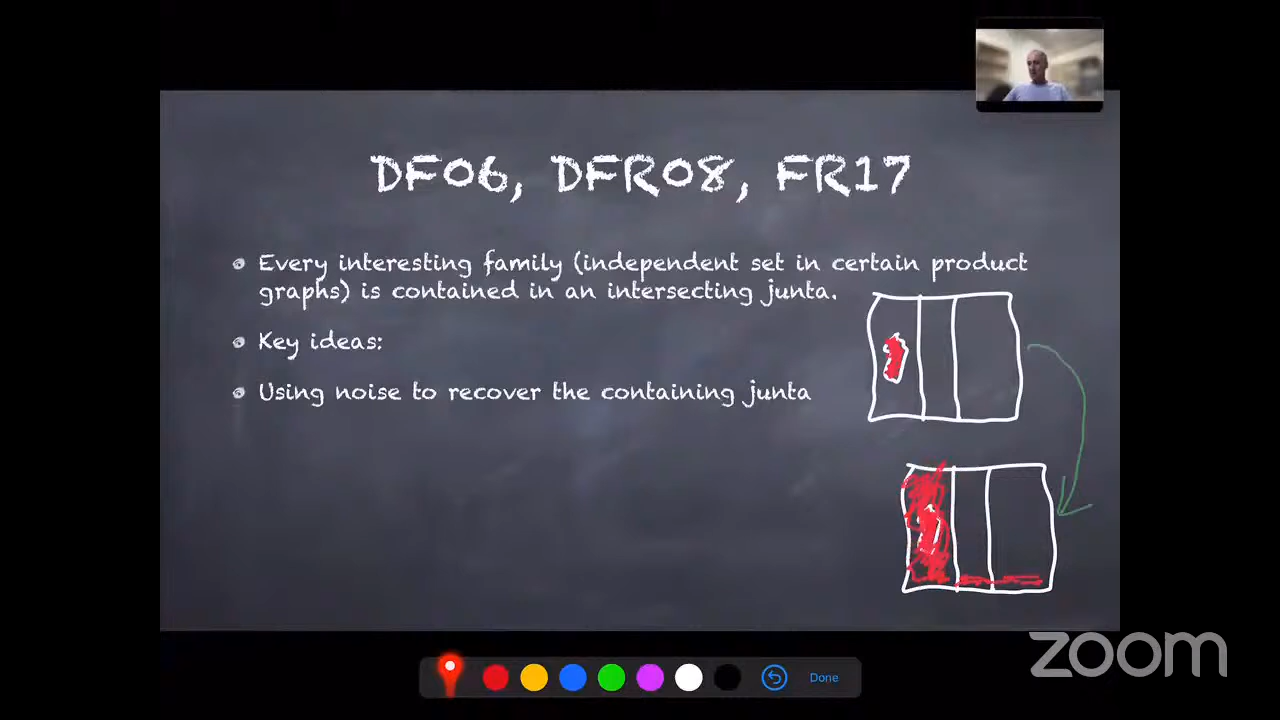 DF06, DFR08, FR17
Every interesting family (independent set in certain product
graphs) is contained in an intersecting junta.
Key ideas:
Using noise to recover the containing junta
zoom
Done